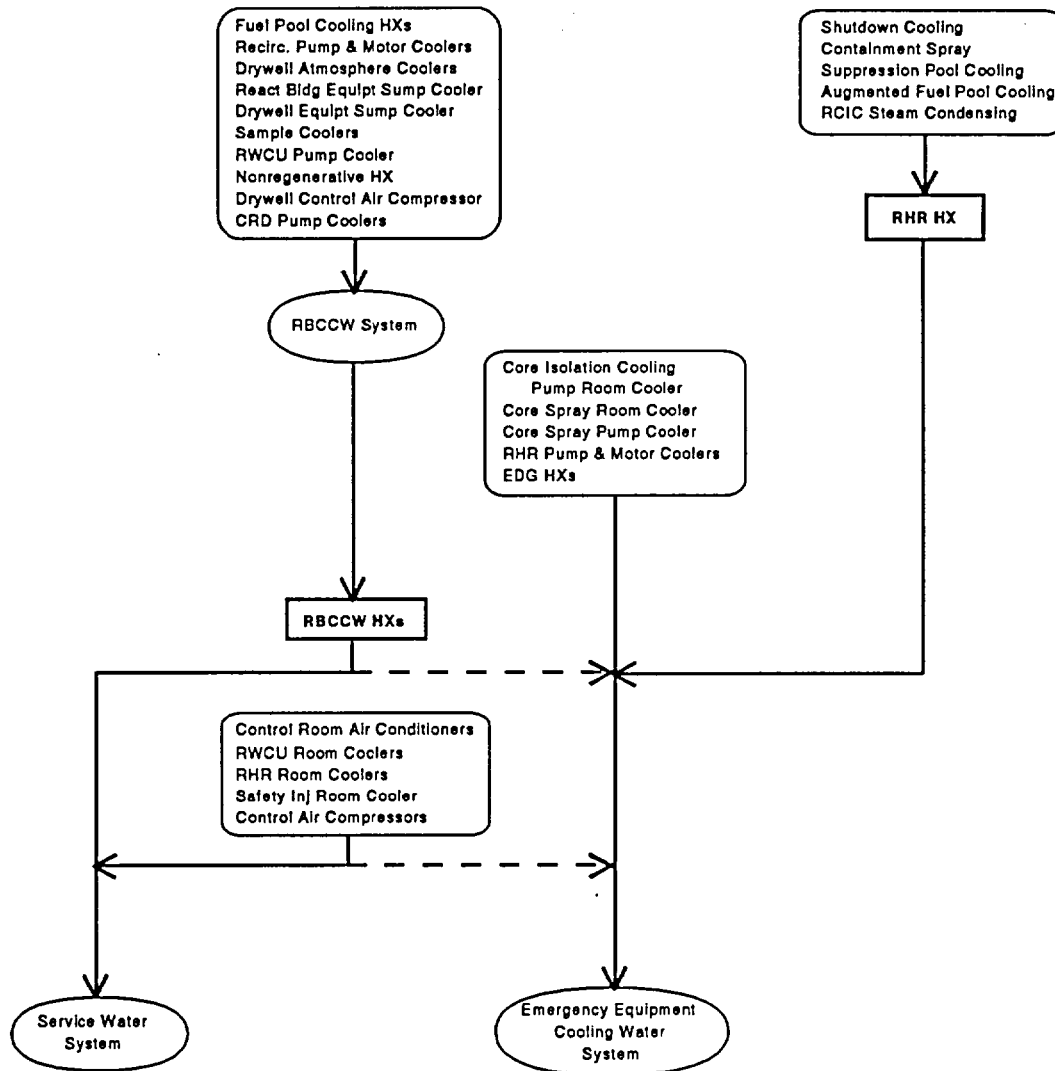 Fuel Pool Cooling HXs
Recirc. Pump & Motor Coolers
Drywell Atmosphere Coolers
React Bldg Equipt Sump Cooler
Drywell Equipt Sump Cooler
Sample Coolers
RWCU Pump Cooler
Nonregenerative HX
Drywell Control Air Compressor
CRD Pump Coolers
Shutdown Cooling
Containment Spray
Suppression Pool Cooling
Augmented Fuel Pool Cooling
RCIC Steam Condensing
RHR HX
RBCCW System
Core Isolation Cooling
Pump Room Cooler
Core Spray Room Cooler
Core Spray Pump Cooler
RHR Pump & Motor Coolers
EDG HXs
RBCCW HXs
Control Room Air Conditioners
RWCU Room Coolers
RHR Room Coolers
Safety Inj Room Cooler
Control Air Compressors
Service Water
System
Emergency Equipment
Cooling Water
System